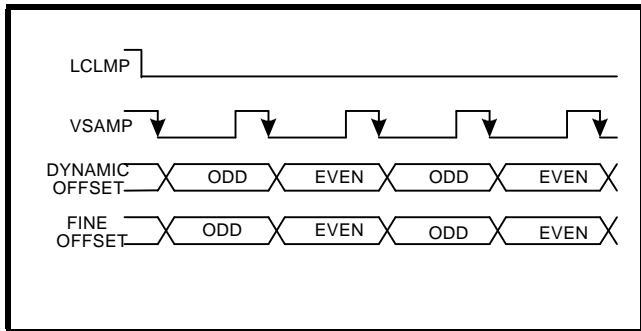 LCLMP
VSAMP
DYNAMIC
OFFSET
ODD EVEN ODD EVEN
FINE
OFFSET
ODD EVEN ODD EVEN